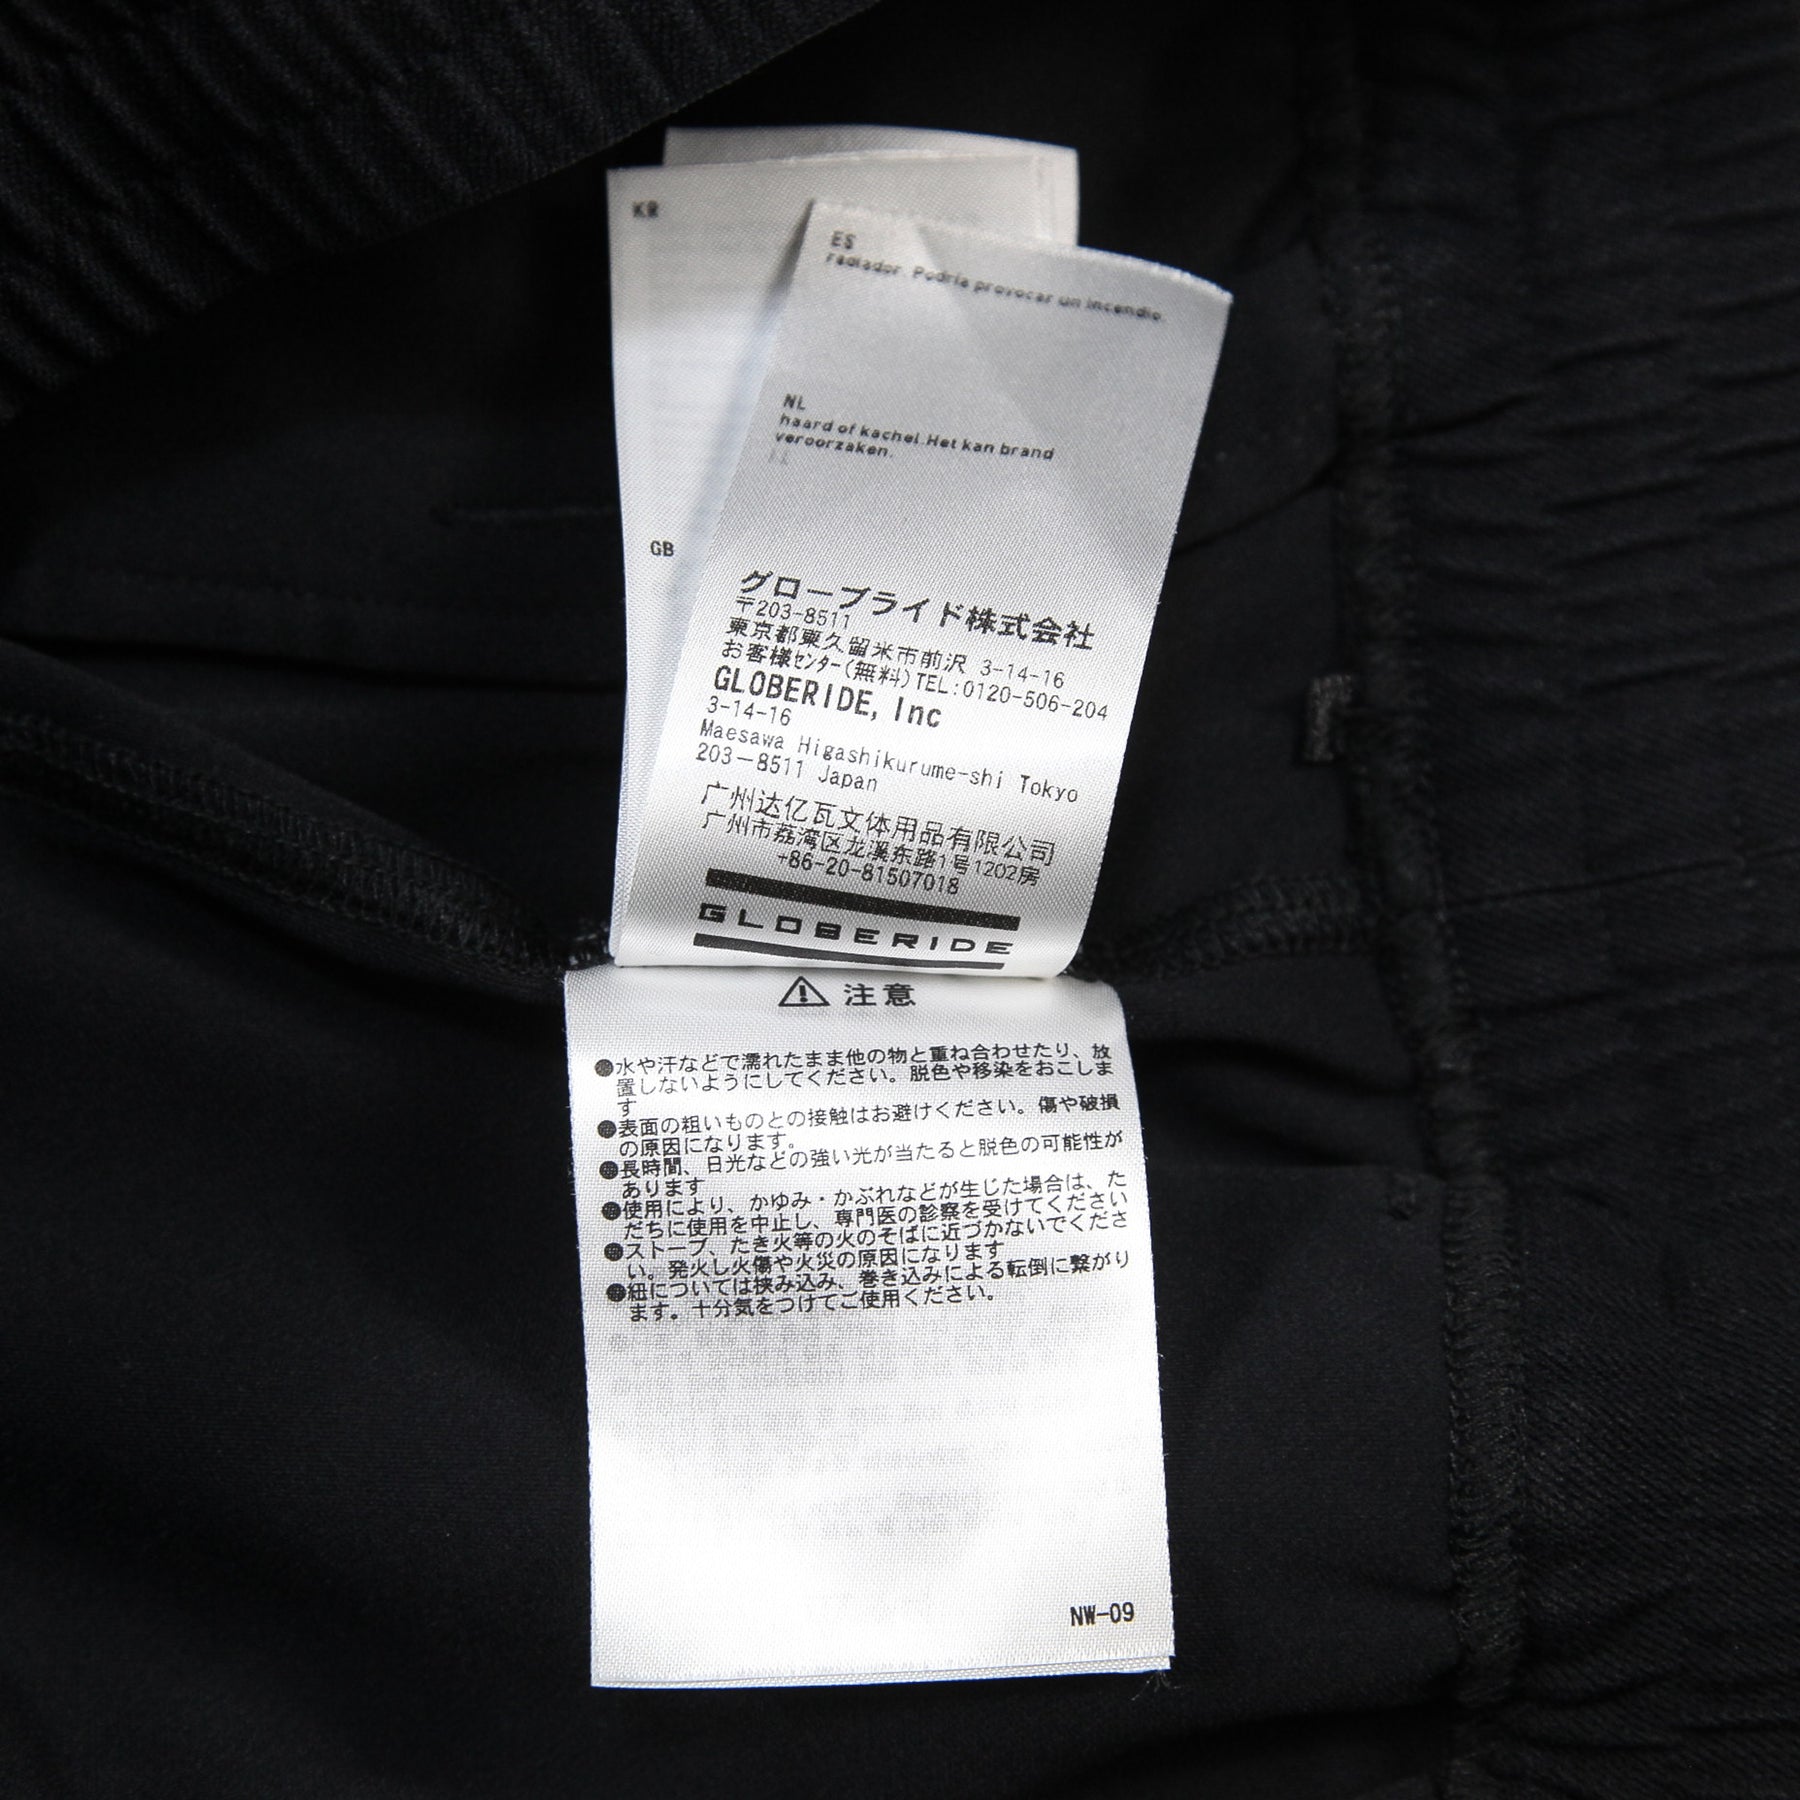 KR
GB
ES
radiador. Podría provocar un incendio.
NL
haard of kachel.Het kan brand
veroorzaken.
グローブライド株式会社
〒203-8511
東京都東久留米市前沢 3-14-16
お客様センター(無料)TEL:0120-506-204
GLOBERIDE, Inc
3-14-16
Maesawa Higashikurume-shi Tokyo
203-8511 Japan
广州达亿瓦文体用品有限公司
广州市荔湾区龙溪东路1号1202房
+86-20-81507018
GLOBERIDE
注意
●水や汗などで濡れたまま他の物と重ね合わせたり、放
置しないようにしてください。脱色や移染をおこしま
す
●表面の粗いものとの接触はお避けください。傷や破損
の原因になります。
●長時間、日光などの強い光が当たると脱色の可能性が
あります
●使用により、かゆみ・かぶれなどが生じた場合は、た
だちに使用を中止し、専門医の診察を受けてください
●ストーブ、たき火等の火のそばに近づかないでくださ
い。発火し火傷や火災の原因になります
●紐については挟み込み、巻き込みによる転倒に繋がり
ます。十分気をつけてご使用ください。
NW-09